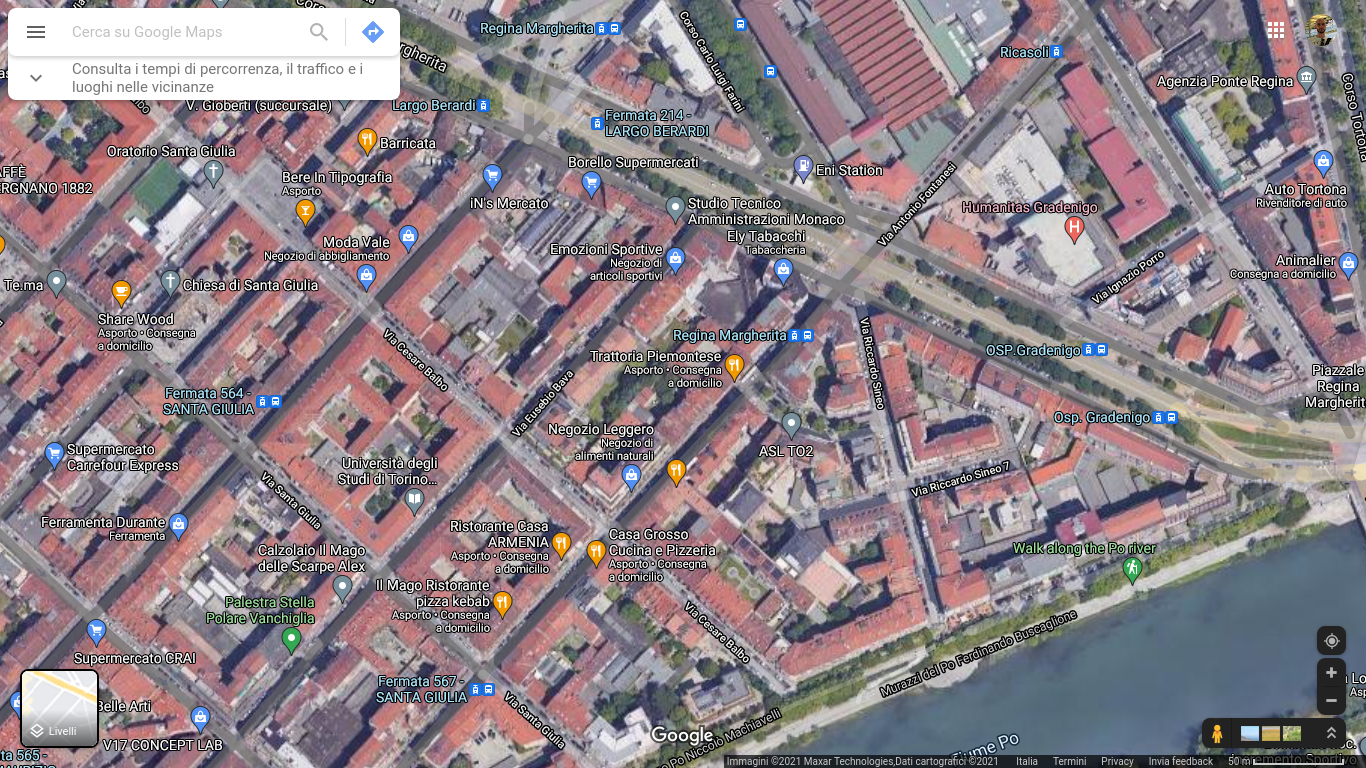 Cerca su Google Maps
Consulta i tempi di percorrenza, il traffico e i
luoghi nelle vicinanze
Regina Margherita
Corso Carlo Luigi Farini
Ricasoli
Agenzia Ponte Regina
Corso Tortona
V. Gioberti (succursale)
Largo Berardi
Fermata 214 -
LARGO BERARDI
Barricata
Oratorio Santa Giulia
Borello Supermercati
Eni Station
Bere In Tipografia
Asporto
1882
iN's Mercato
Studio Tecnico
Amministrazioni Monaco
Via Antonio Fontanesi
Humanitas Gradenigo
Auto Tortona
Rivenditore di auto
Moda Vale
Negozio di abbigliamento
Emozioni Sportive
Negozio di
articoli sportivi
Ely Tabacchi
Tabaccheria
Animalier
Consegna a domicilio
Te.ma
Chiesa di Santa Giulia
Via Ignazio Porro
Share Wood
Asporto • Consegna
a domicilio
Via Cesare Balbo
Regina Margherita
Via Riccardo Sineo
OSP.Gradenigo
Trattoria Piemontese
Asporto • Consegna
a domicilio
Piazzale
Regina
Margherit
Fermata 564 -
SANTA GIULIA
Via Eusebio Bava
Osp. Gradenigo
Negozio Leggero
Negozio di
alimenti naturali
ASL TO2
Supermercato
Carrefour Express
Università degli
Studi di Torino...
Via Riccardo Sineo 7
Via Santa Giulia
Ferramenta Durante
Ferramenta
Ristorante Casa
ARMENIA
Asporto • Consegna
a domicilio
Casa Grosso
Cucina e Pizzeria
Asporto • Consegna
a domicilio
Walk along the Po river
Calzolaio Il Mago
delle Scarpe Alex
Il Mago Ristorante
pizza kebab
Asporto • Consegna
a domicilio
Palestra Stella
Polare Vanchiglia
Via Cesare Balbo
Murazzi del Po Ferdinando Buscaglione
Supermercato CRAI
Fermata 567 -
SANTA GIULIA
Via Santa Giulia
Belle Arti
Livelli
V17 CONCEPT LAB
Google
Po Niccolò Machiavelli
Fiume Po
Immagini ©2021 Maxar Technologies,Dati cartografici ©2021
Italia
Termini
Privacy
Invia feedback
50 m